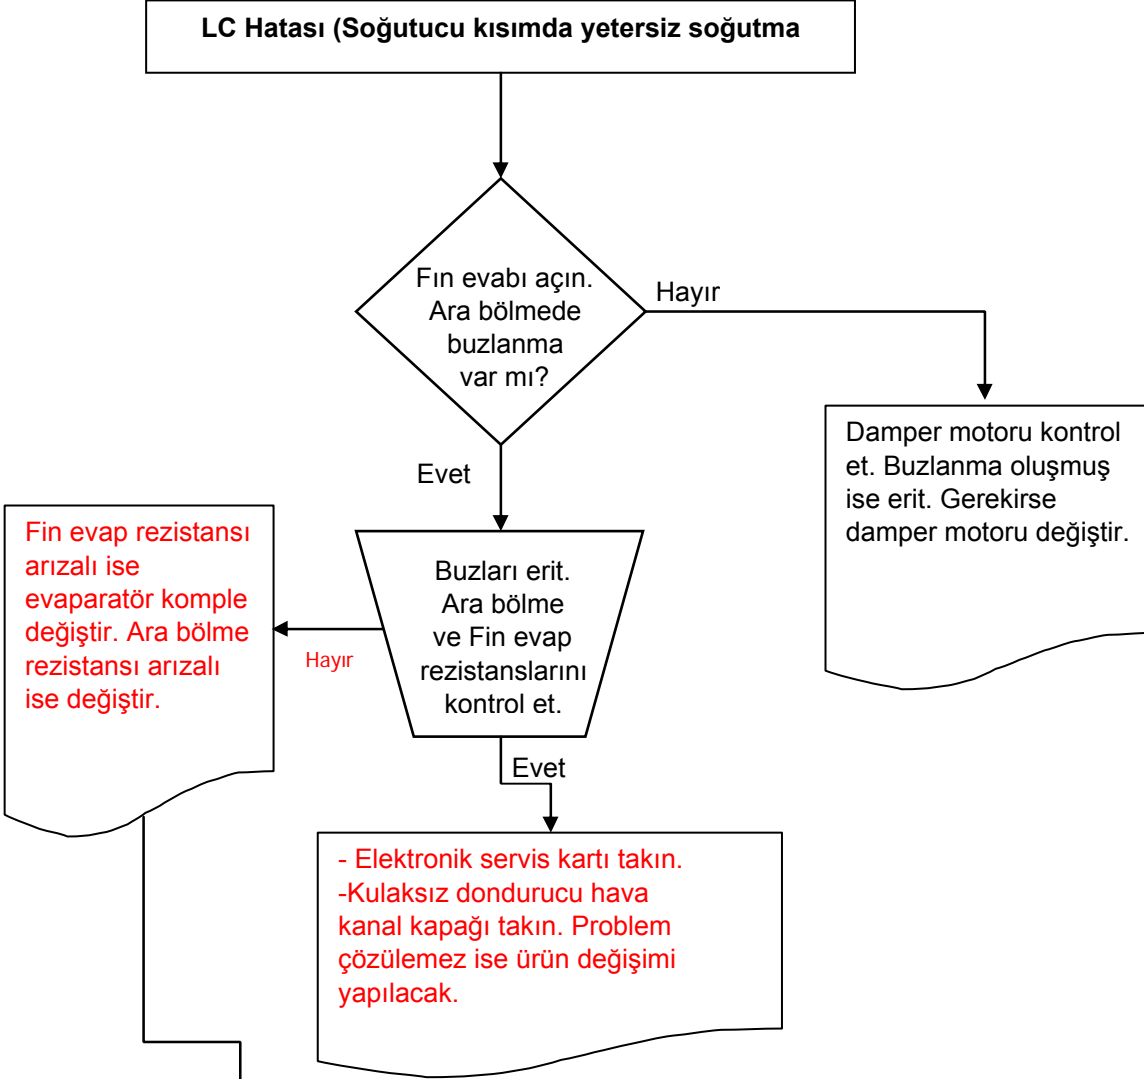 LC Hatası (Soğutucu kısımda yetersiz soğutma
Fın evabı açın.
Ara bölmede
buzlanma
var mı?
Hayır
Damper motoru kontrol
et. Buzlanma oluşmuş
ise erit. Gerekirse
damper motoru değiştir.
Evet
Fin evap rezistansı
arızalı ise
evaparatör komple
değiştir. Ara bölme
rezistansı arızalı
ise değiştir.
Hayır
Buzları erit.
Ara bölme
ve Fin evap
rezistanslarını
kontrol et.
Evet
- Elektronik servis kartı takın.
-Kulaksız dondurucu hava
kanal kapağı takın. Problem
çözülemez ise ürün değişimi
yapılacak.